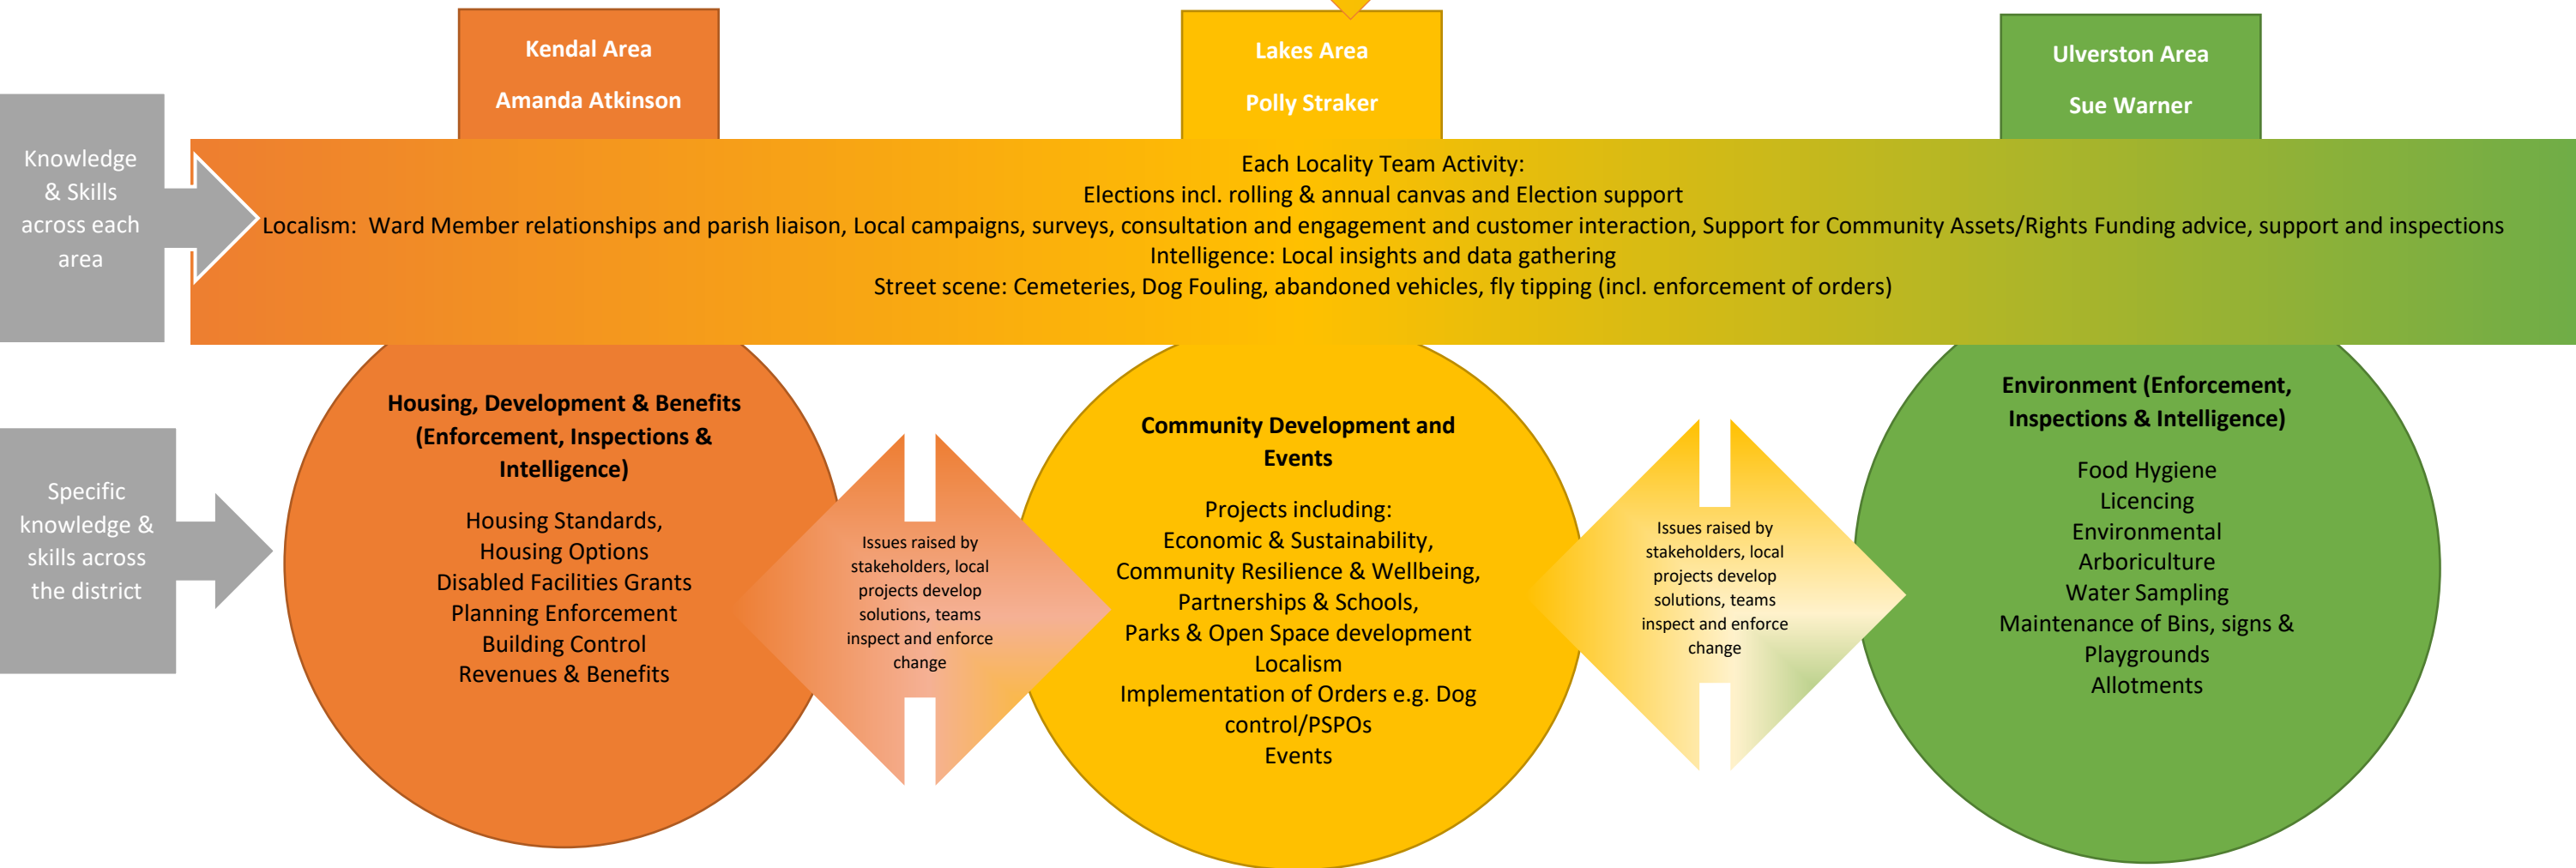 Kendal Area
Amanda Atkinson
Lakes Area
Polly Straker
Ulverston Area
Sue Warner
Knowledge
& Skills
across each
area
Each Locality Team Activity:
Elections incl. rolling & annual canvas and Election support
Localism:  Ward Member relationships and parish liaison, Local campaigns, surveys, consultation and engagement and customer interaction, Support for Community Assets/Rights Funding advice, support and inspections
Intelligence: Local insights and data gathering
Street scene: Cemeteries, Dog Fouling, abandoned vehicles, fly tipping (incl. enforcement of orders)
Specific
knowledge &
skills across
the district
Housing, Development & Benefits
(Enforcement, Inspections &
Intelligence)
Housing Standards,
Housing Options
Disabled Facilities Grants
Planning Enforcement
Building Control
Revenues & Benefits
Issues raised by
stakeholders, local
projects develop
solutions, teams
inspect and enforce
change
Community Development and
Events
Projects including:
Economic & Sustainability,
Community Resilience & Wellbeing,
Partnerships & Schools,
Parks & Open Space development
Localism
Implementation of Orders e.g. Dog
control/PSPOs
Events
Issues raised by
stakeholders, local
projects develop
solutions, teams
inspect and enforce
change
Environment (Enforcement,
Inspections & Intelligence)
Food Hygiene
Licencing
Environmental
Arboriculture
Water Sampling
Maintenance of Bins, signs &
Playgrounds
Allotments